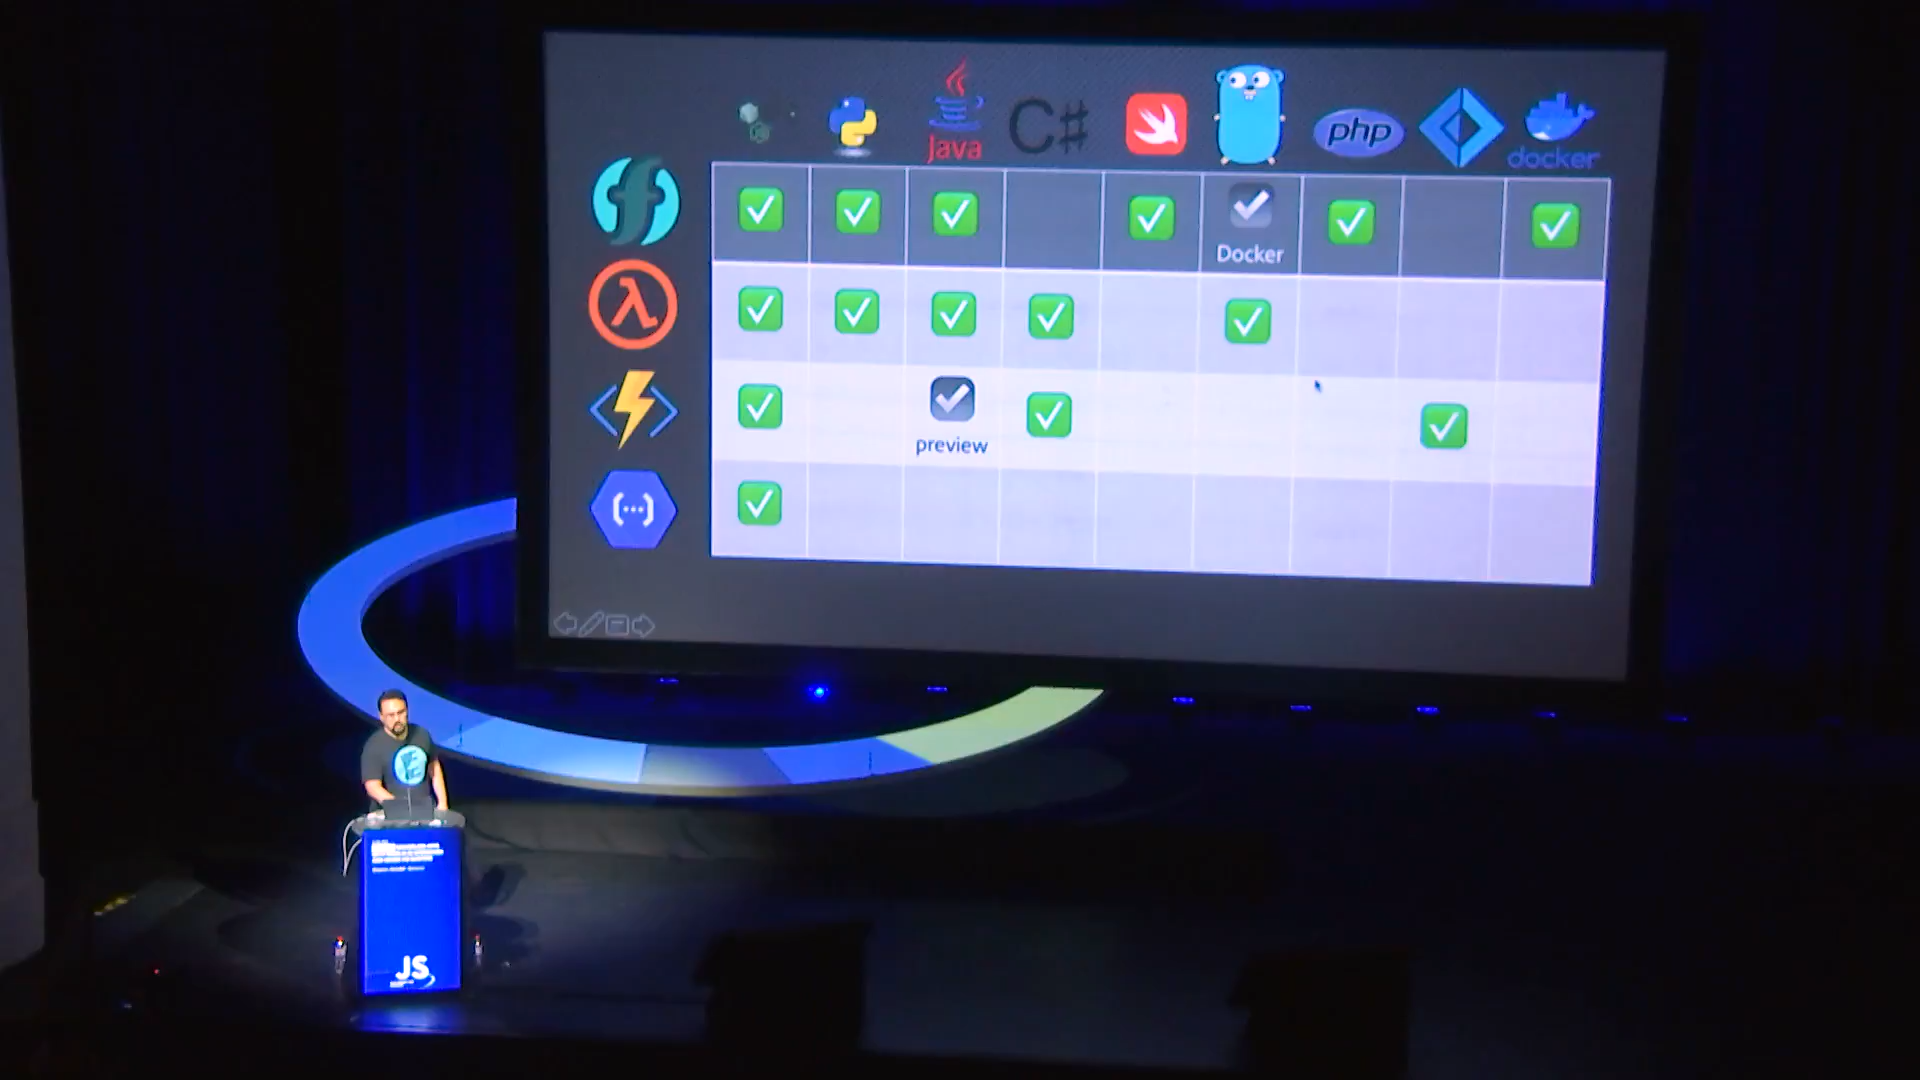 Java
C#
php
docker
Docker
preview
JS